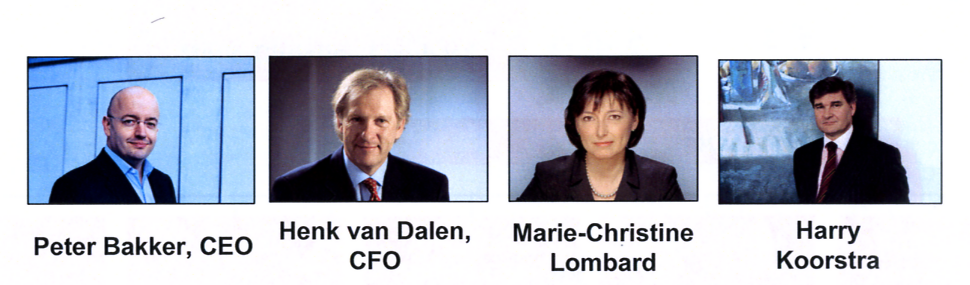 Peter Bakker, CEO
Henk van Dalen,
CFO
Marie-Christine
Lombard
Harry
Koorstra